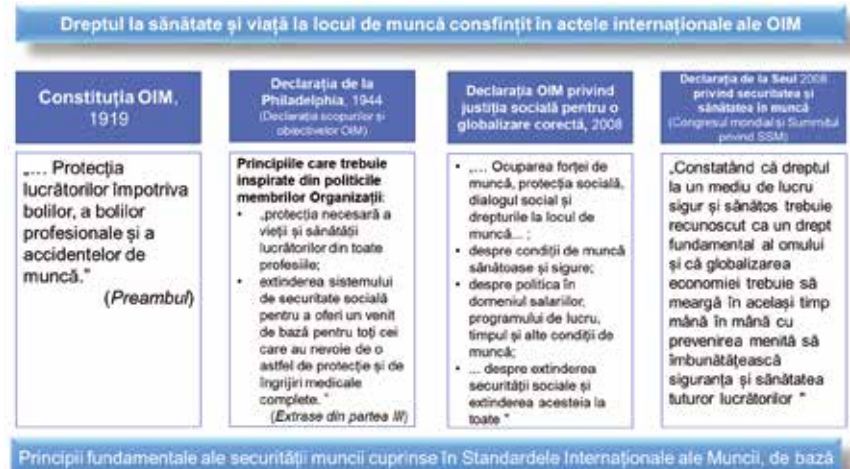 Dreptul la sănătate și viață la locul de muncă consfințit în actele internaționale ale OIM
Constituția OIM,
1919
„... Protecția
lucrătorilor împotriva
bolilor, a bolilor
profesionale și a
accidentelor de
muncă.”
(Preambul)
Declarația de la
Philadelphia, 1944
(Declarația scopurilor și
obiectivelor OIM)
Principiile care trebuie
inspirate din politicile
membrilor Organizații:
• „protecția necesară a
vieții și sănătății
lucrătorilor din toate
profesiile;
• extinderea sistemului
de securitate socială
pentru a oferi un venit
de bază pentru toți cei
care au nevoie de o
astfel de protecție și de
îngrijiri medicale
complete. ”
(Extrase din partea III)
Declarația OIM privind
justiția socială pentru o
globalizare corectă, 2008
• „.... Ocuparea forței de
muncă, protecția socială,
dialogul social și
drepturile la locul de
muncă... ;
• despre condiții de muncă
sănătoase și sigure;
• despre politica în
domeniul salariilor,
programului de lucru,
timpul și alte condiții de
muncă;
• ... despre extinderea
securității sociale și
extinderea acesteia la
toate ”
Declarația de la Seul 2008
privind securitatea și
sănătatea în muncă
(Congresul mondial și Summitul
privind SSM)
„Constatând că dreptul
la un mediu de lucru
sigur și sănătos trebuie
recunoscut ca un drept
fundamental al omului
și că globalizarea
economiei trebuie să
meargă în același timp
mână în mână cu
prevenirea menită să
îmbunătățească
siguranța și sănătatea
tuturor lucrătorilor ”
Principii fundamentale ale securității muncii cuprinse în Standardele Internaționale ale Muncii, de bază